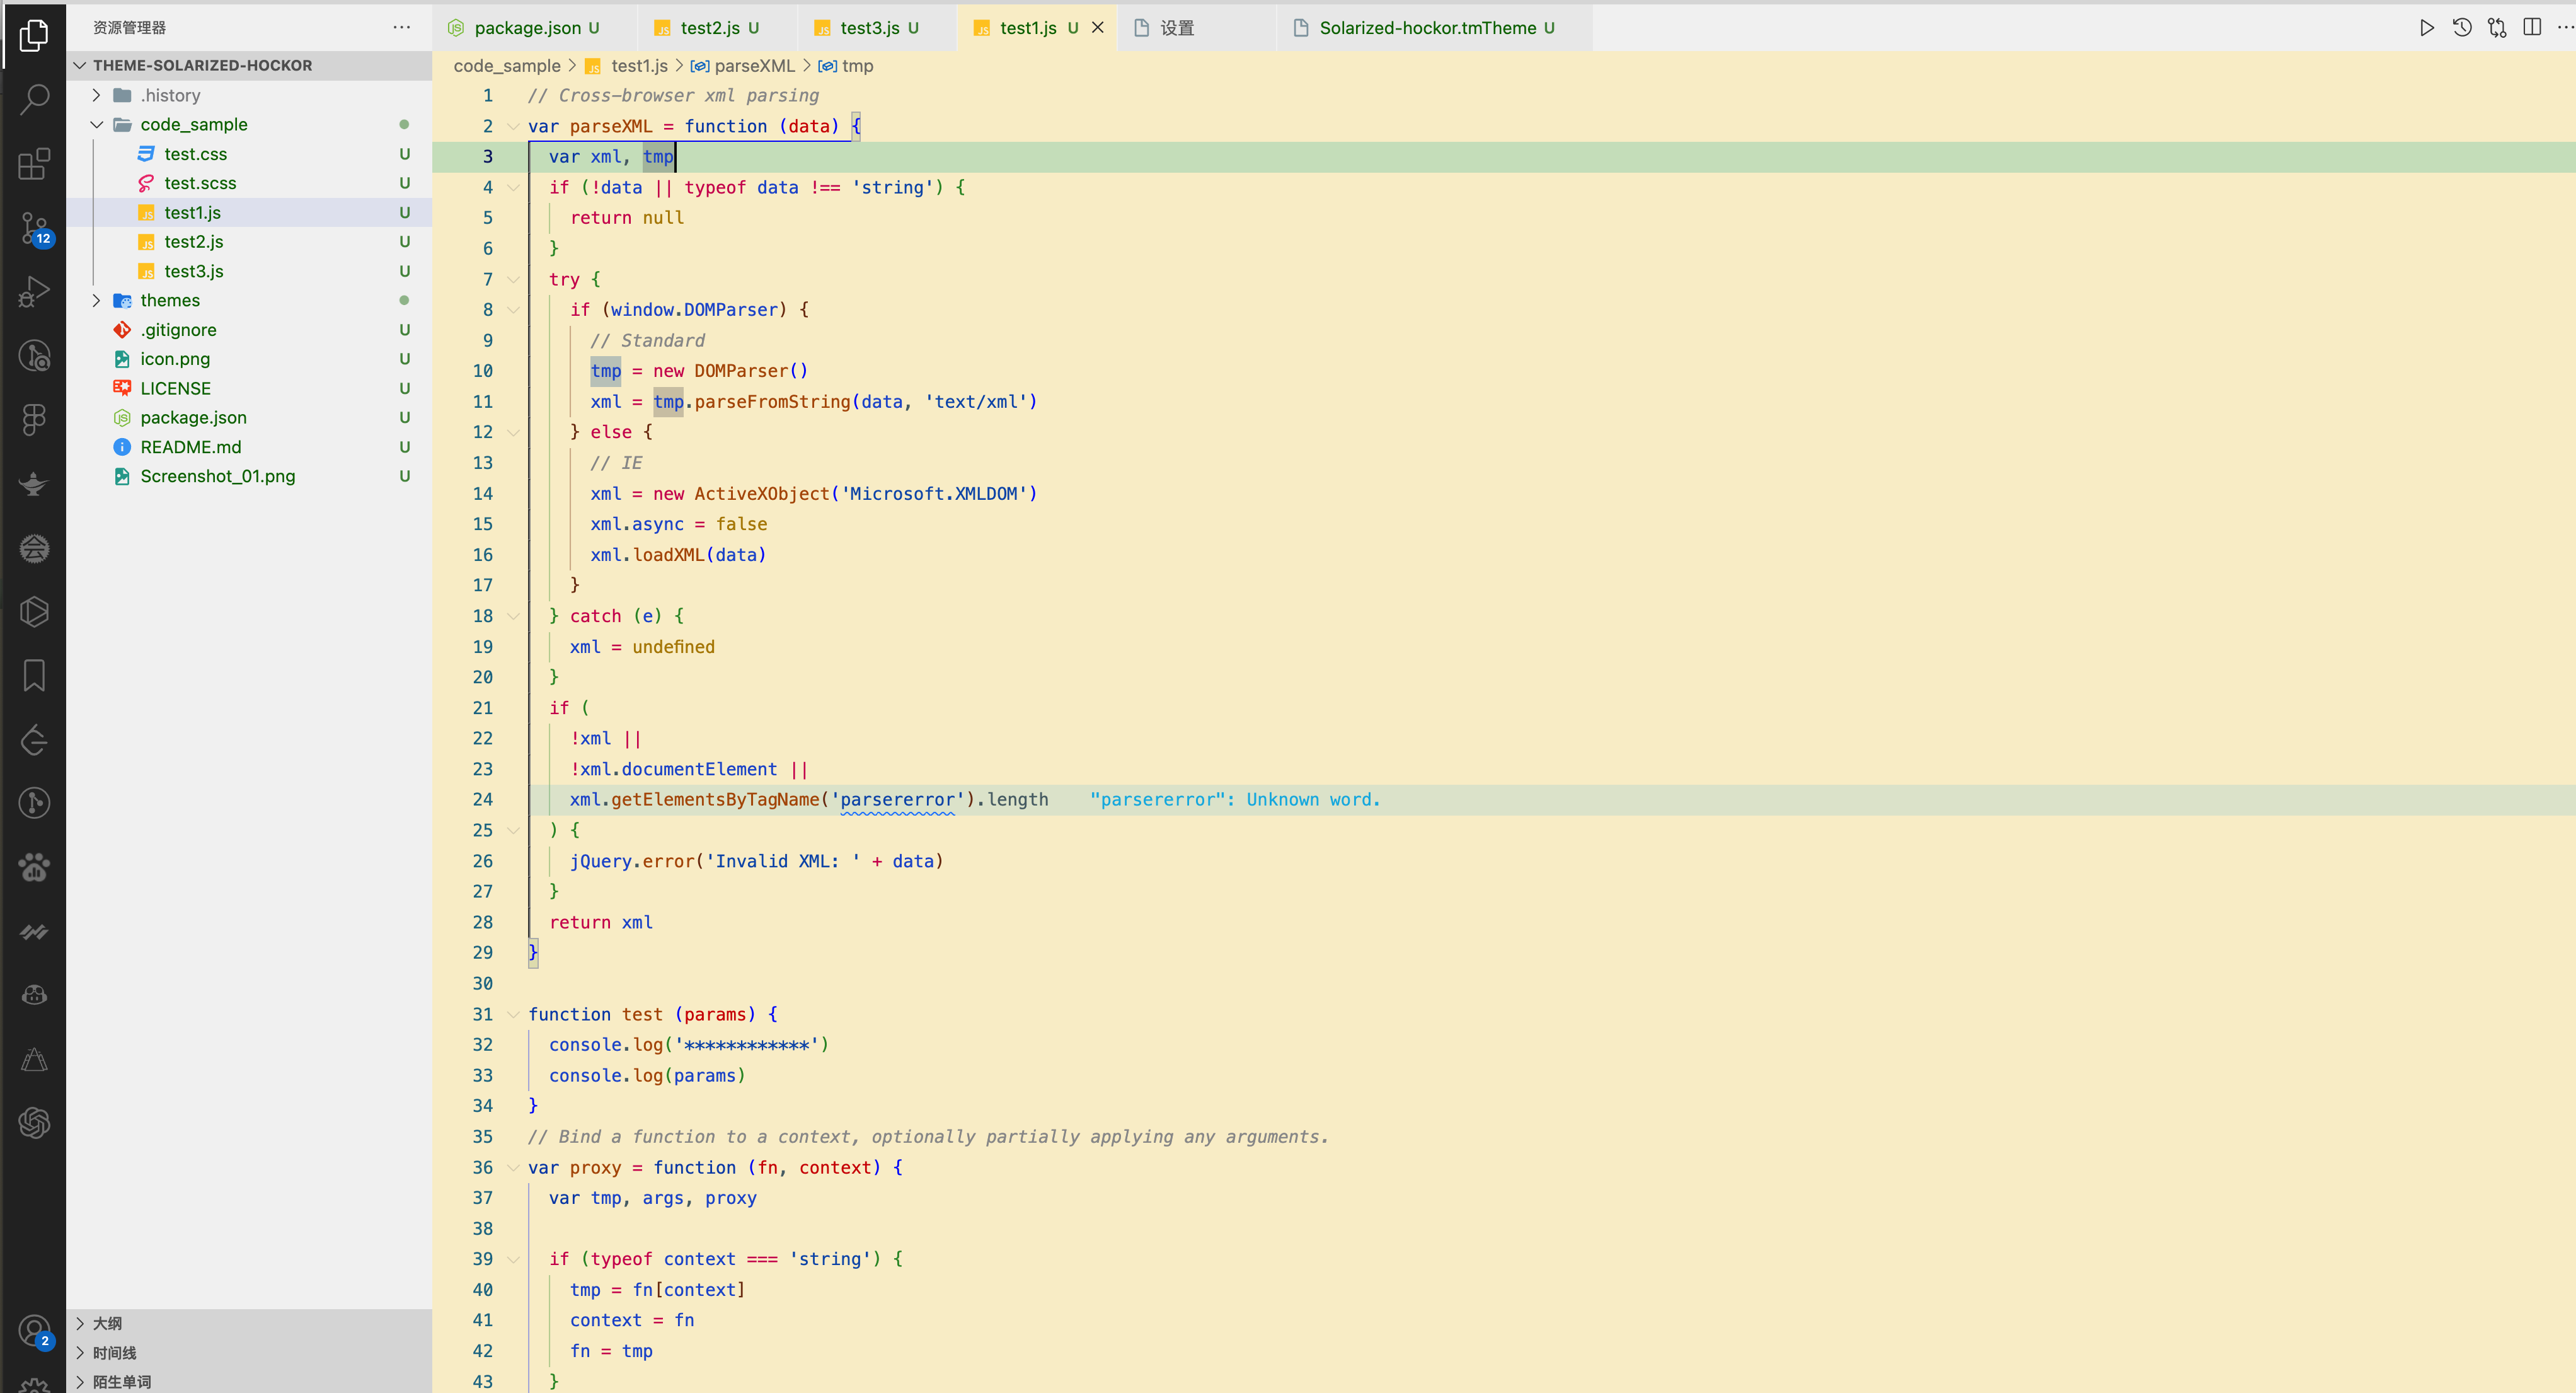 资源管理器
THEME-SOLARIZED-HOCKOR
.history
code_sample
test.css U
test.scss U
test1.js U
test2.js U
test3.js U
themes
.gitignore U
icon.png U
LICENSE U
package.json U
README.md U
Screenshot_01.png U
大纲
时间线
陌生单词
12
2
package.json U
test2.js U
test3.js U
test1.js U
设置
Solarized-hockor.tmTheme U
code_sample > test1.js > parseXML > tmp
1 // Cross-browser xml parsing
2 var parseXML = function (data) {
3 var xml, tmp
4 if (!data || typeof data !== 'string') {
5 return null
6 }
7 try {
8 if (window.DOMParser) {
9 // Standard
10 tmp = new DOMParser()
11 xml = tmp.parseFromString(data, 'text/xml')
12 } else {
13 // IE
14 xml = new ActiveXObject('Microsoft.XMLDOM')
15 xml.async = false
16 xml.loadXML(data)
17 }
18 } catch (e) {
19 xml = undefined
20 }
21 if (
22 !xml ||
23 !xml.documentElement ||
24 xml.getElementsByTagName('parsererror').length "parsererror": Unknown word.
25 ) {
26 jQuery.error('Invalid XML: ' + data)
27 }
28 return xml
29 }
30
31 function test (params) {
32 console.log('************')
33 console.log(params)
34 }
35 // Bind a function to a context, optionally partially applying any arguments.
36 var proxy = function (fn, context) {
37 var tmp, args, proxy
38
39 if (typeof context === 'string') {
40 tmp = fn[context]
41 context = fn
42 fn = tmp
43 }